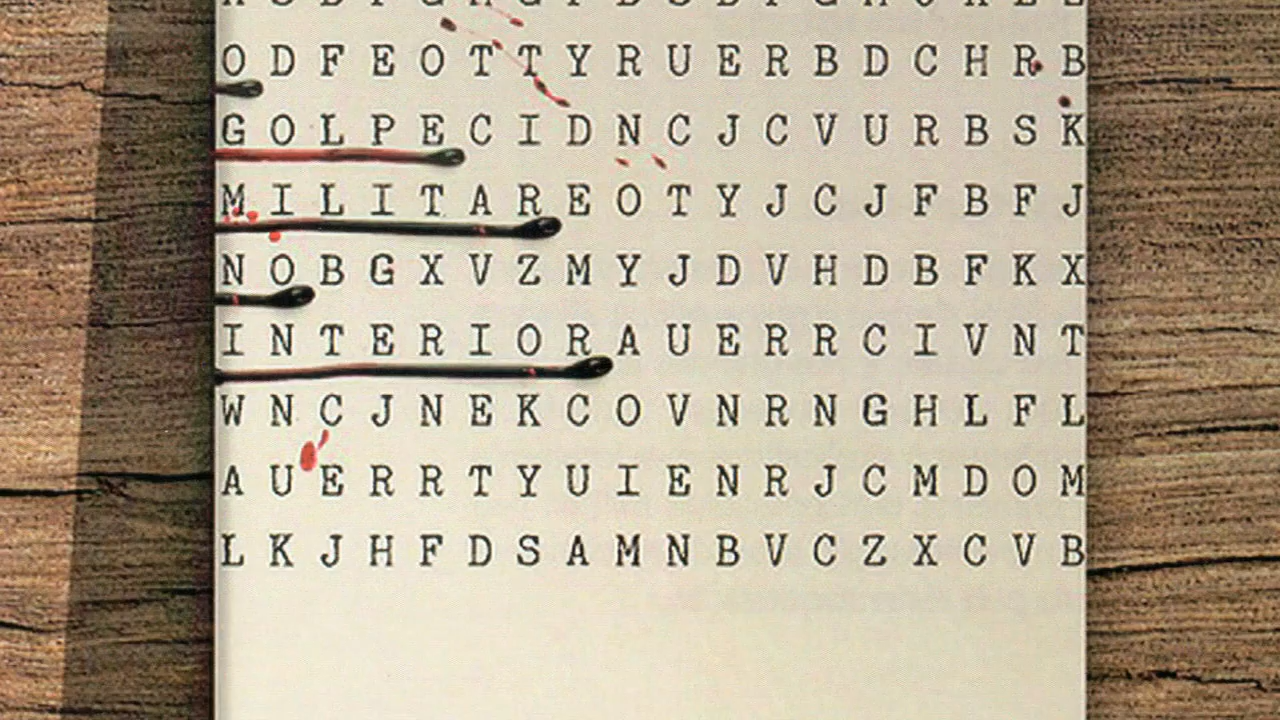 O D F E O T T Y R U E R B D C H R B
G O L P E C I D N C J C V U R B S K
M I L I T A R E O T Y J C J F B F J
N O B G X V Z M Y J D V H D B F K X
I N T E R I O R A U E R R C I V N T
W N C J N E K C O V N R N G H L F L
A U E R R T Y U I E N R J C M D O M
L K J H F D S A M N B V C Z X C V B